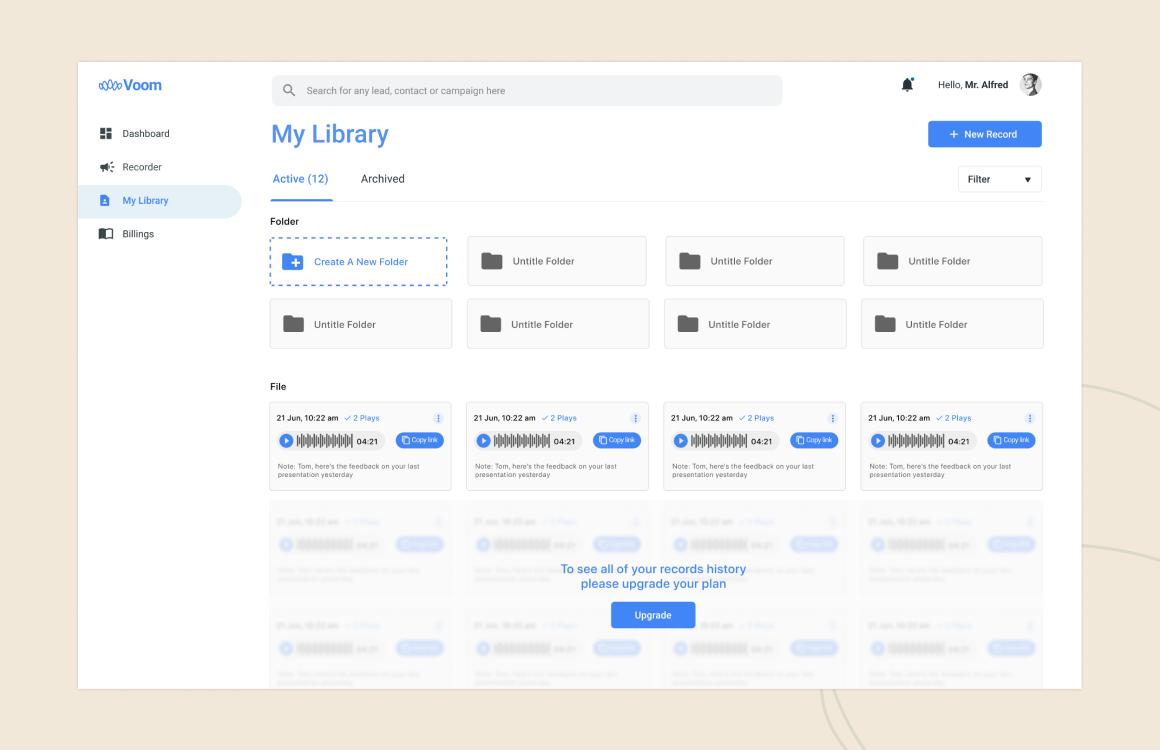 Voom
Search for any lead, contact or campaign here
Hello, Mr. Alfred
Dashboard
Recorder
My Library
Billings
My Library
+ New Record
Active (12)
Archived
Filter
Folder
Create A New Folder
Untitle Folder
Untitle Folder
Untitle Folder
Untitle Folder
Untitle Folder
Untitle Folder
Untitle Folder
File
21 Jun, 10:22 am 2 Plays
04:21 Copy link
Note: Tom, here's the feedback on your last
presentation yesterday
21 Jun, 10:22 am 2 Plays
04:21 Copy link
Note: Tom, here's the feedback on your last
presentation yesterday
21 Jun, 10:22 am 2 Plays
04:21 Copy link
Note: Tom, here's the feedback on your last
presentation yesterday
21 Jun, 10:22 am 2 Plays
04:21 Copy link
Note: Tom, here's the feedback on your last
presentation yesterday
To see all of your records history
please upgrade your plan
Upgrade